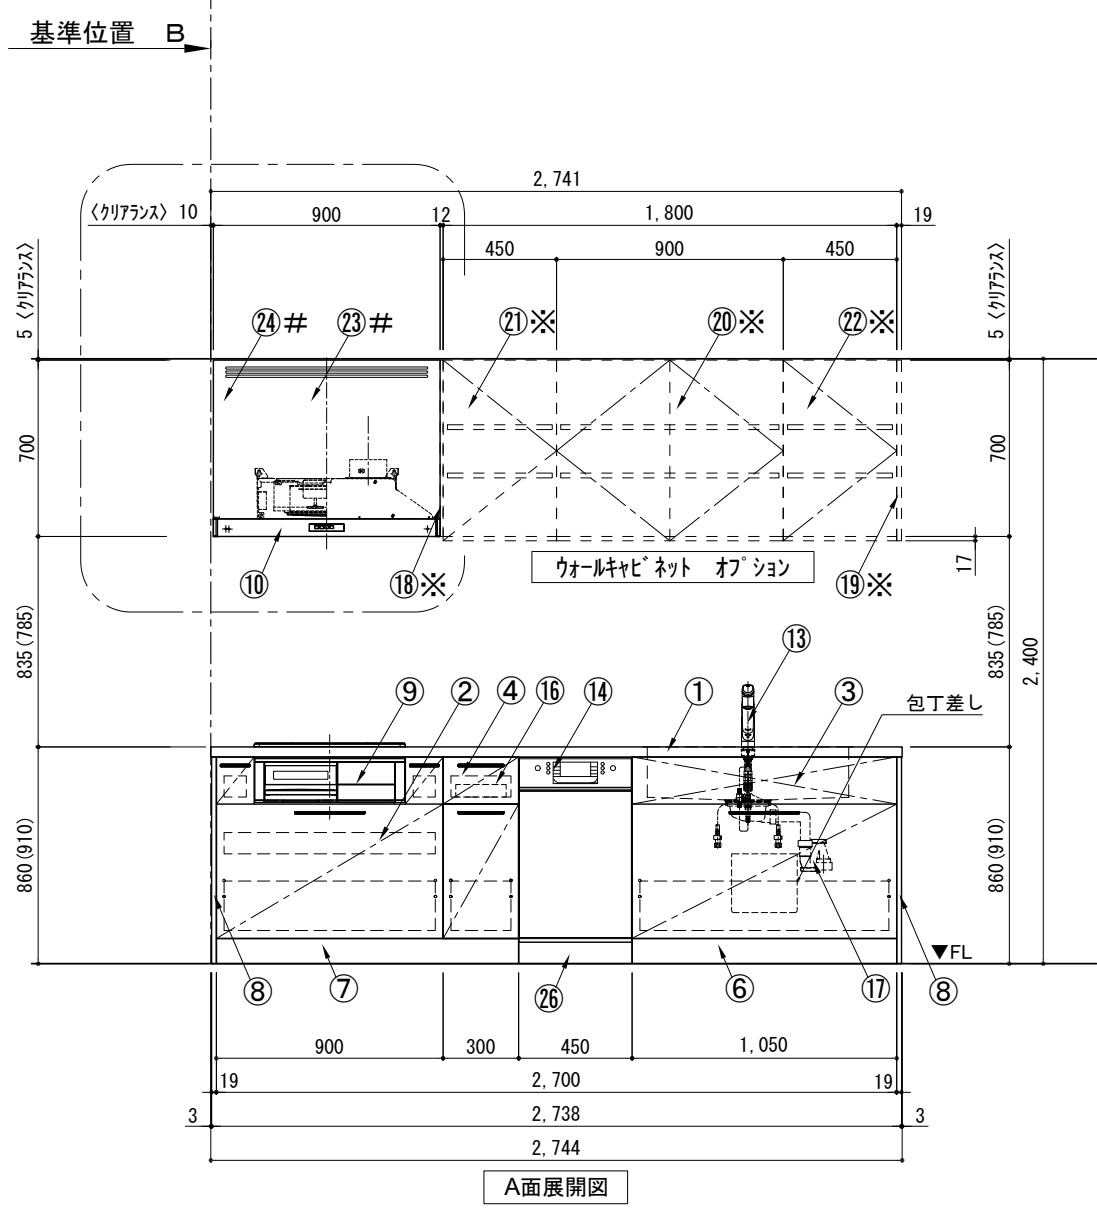 基準位置 B
2,741
〈クリアランス〉 10 900 12 1,800 19
450 900 450
5 〈クリアランス〉
5 〈クリアランス〉
㉔# ㉓# ㉑※ ⑳※ ㉒※
700
700
ウォールキャビネット オプション
⑩ ⑱※ ⑲※
17
835(785)
835(785)
2,400
⑬
⑨ ② ④ ⑯ ⑭ ① ③ 包丁差し
860(910)
860(910)
▼FL
⑧ ⑦ ㉖ ⑥ ⑰ ⑧
900 300 450 1,050
19 2,700 19
3 2,738 3
2,744
A面展開図